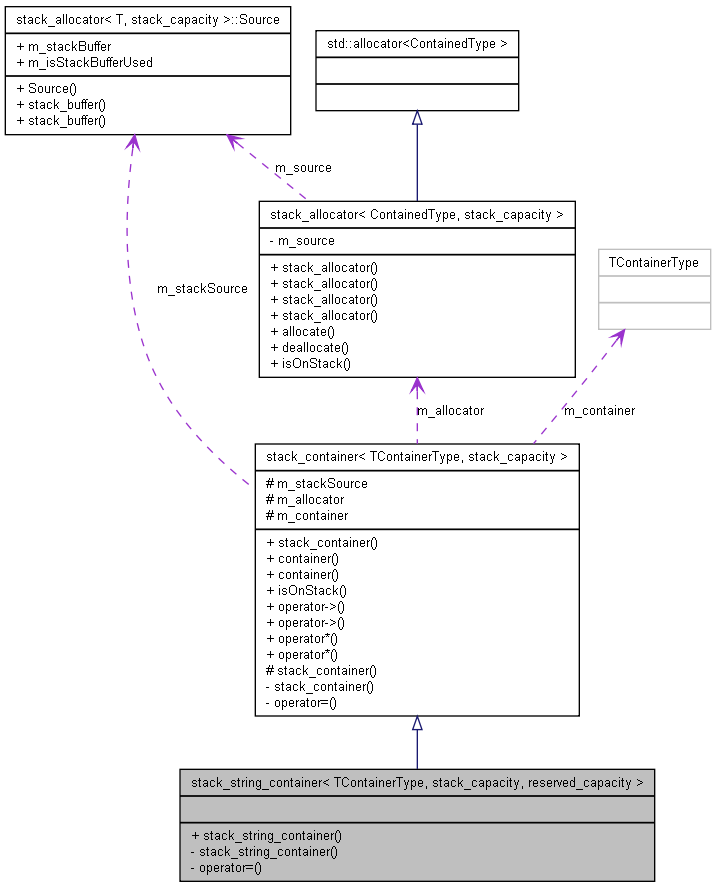 stack_allocator< T, stack_capacity >::Source
+ m_stackBuffer
+ m_isStackBufferUsed
+ Source()
+ stack_buffer()
+ stack_buffer()
std::allocator<ContainedType >
m_source
stack_allocator< ContainedType, stack_capacity >
- m_source
+ stack_allocator()
+ stack_allocator()
+ stack_allocator()
+ stack_allocator()
+ allocate()
+ deallocate()
+ isOnStack()
TContainerType
m_stackSource
m_allocator
m_container
stack_container< TContainerType, stack_capacity >
# m_stackSource
# m_allocator
# m_container
+ stack_container()
+ container()
+ container()
+ isOnStack()
+ operator->()
+ operator->()
+ operator*()
+ operator*()
# stack_container()
- stack_container()
- operator=()
stack_string_container< TContainerType, stack_capacity, reserved_capacity >
+ stack_string_container()
- stack_string_container()
- operator=()